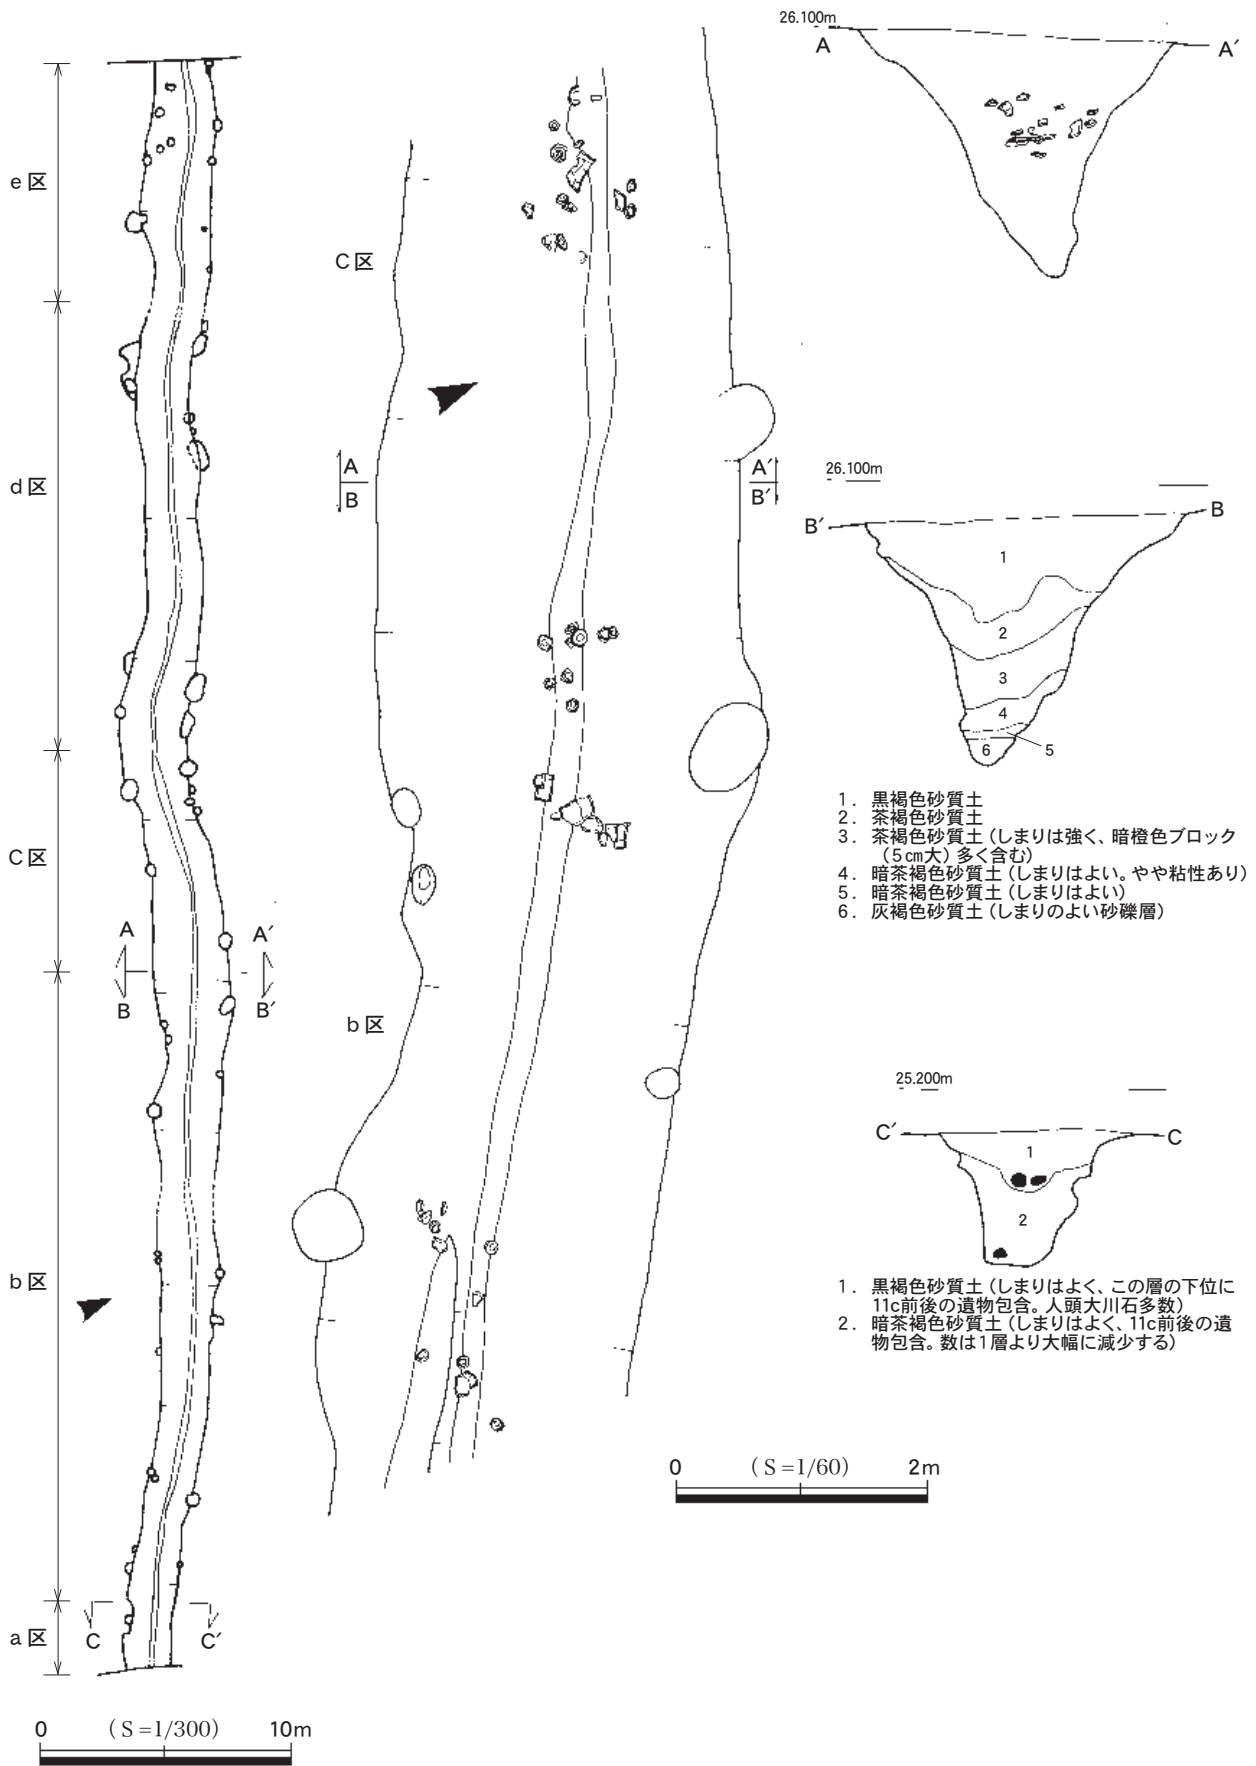 26.100m
A
A′
e区
C区
d区
A
B
A′
B′
26.100m
B′
B
1
2
3
4
5
6
1. 黒褐色砂質土
2. 茶褐色砂質土
3. 茶褐色砂質土(しまりは強く、暗橙色ブロック
(5㎝大)多く含む)
4. 暗茶褐色砂質土(しまりはよい。やや粘性あり)
5. 暗茶褐色砂質土(しまりはよい)
6. 灰褐色砂質土(しまりのよい砂礫層)
C区
A
A′
B
B′
b区
25.200m
C′
C
1
2
b区
1. 黒褐色砂質土(しまりはよく、この層の下位に
11c前後の遺物包含。人頭大川石多数)
2. 暗茶褐色砂質土(しまりはよく、11c前後の遺
物包含。数は1層より大幅に減少する)
0 (S=1/60) 2m
a区
C
C′
0 (S=1/300) 10m